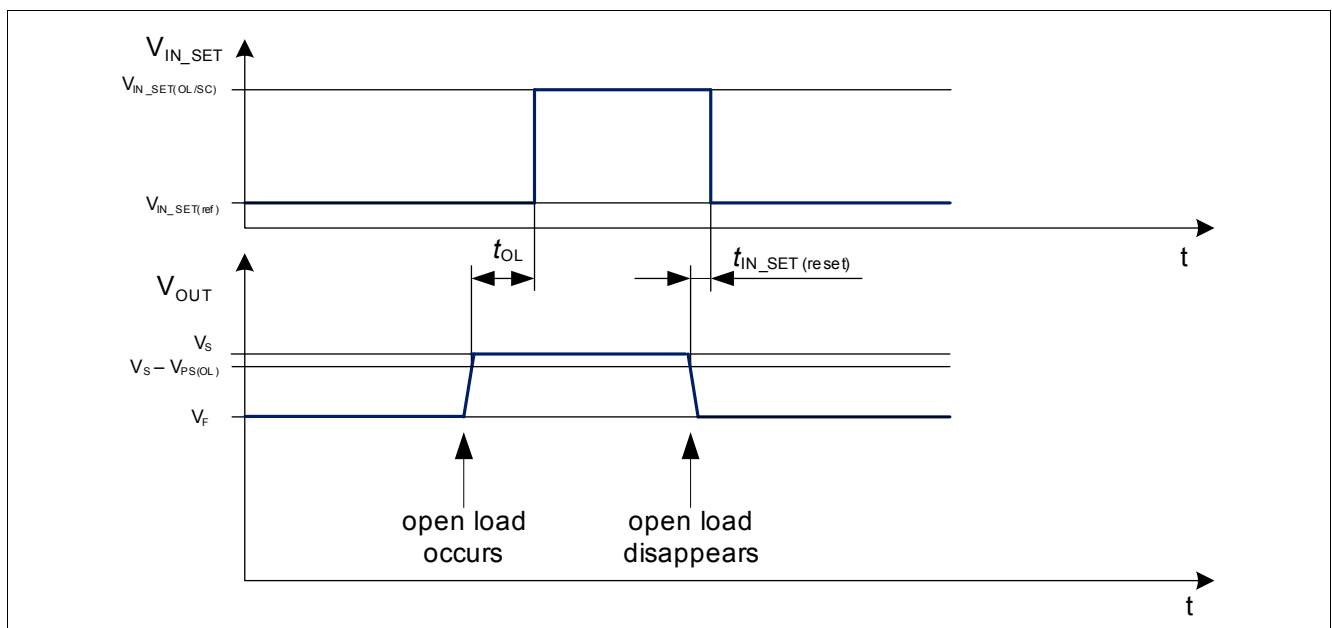 V_IN_SET
V_IN_SET(OL/SC)
V_IN_SET(ref)
t
t_OL
t_IN_SET (reset)
V_OUT
V_S
V_S – V_PS(OL)
V_F
open load
occurs
open load
disappears
t